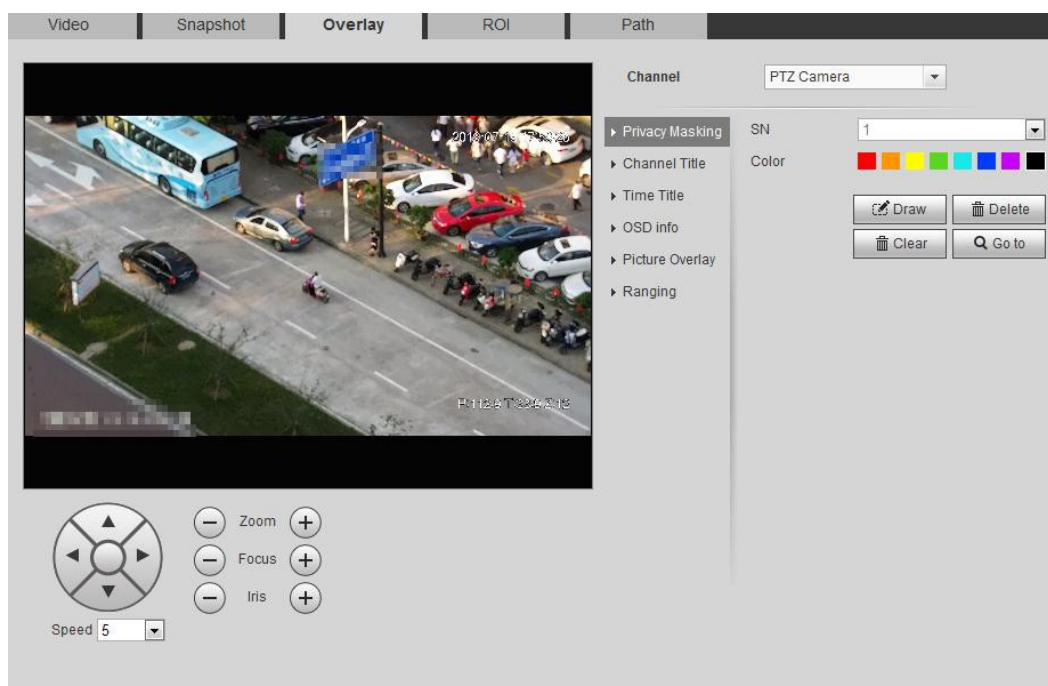 Video Snapshot Overlay ROI Path
Channel PTZ Camera
Privacy Masking
Channel Title
Time Title
OSD info
Picture Overlay
Ranging
SN 1
Color
Draw Delete
Clear Go to
Zoom
Focus
Iris
Speed 5